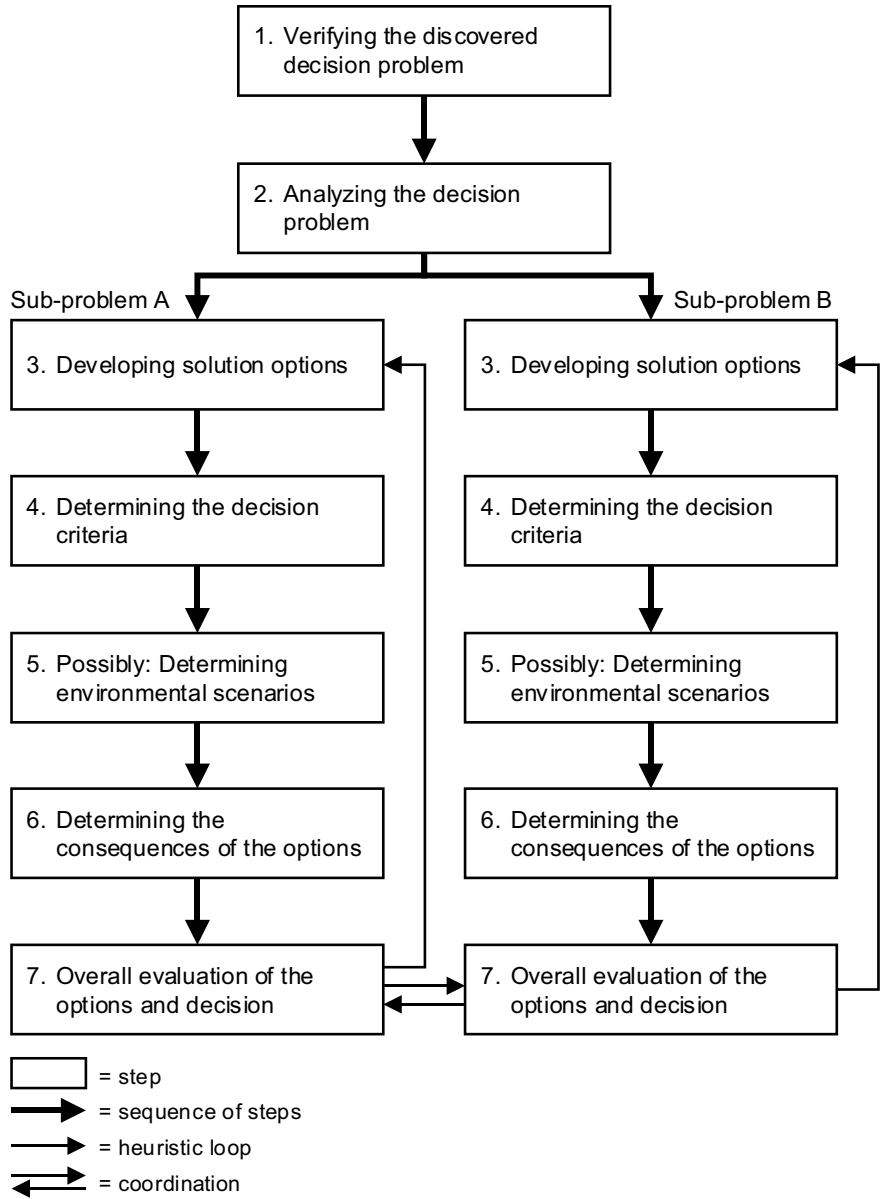 1. Verifying the discovered
decision problem
2. Analyzing the decision
problem
Sub-problem A
3. Developing solution options
4. Determining the decision
criteria
5. Possibly: Determining
environmental scenarios
6. Determining the
consequences of the options
7. Overall evaluation of the
options and decision
Sub-problem B
3. Developing solution options
4. Determining the decision
criteria
5. Possibly: Determining
environmental scenarios
6. Determining the
consequences of the options
7. Overall evaluation of the
options and decision
= step
= sequence of steps
= heuristic loop
= coordination